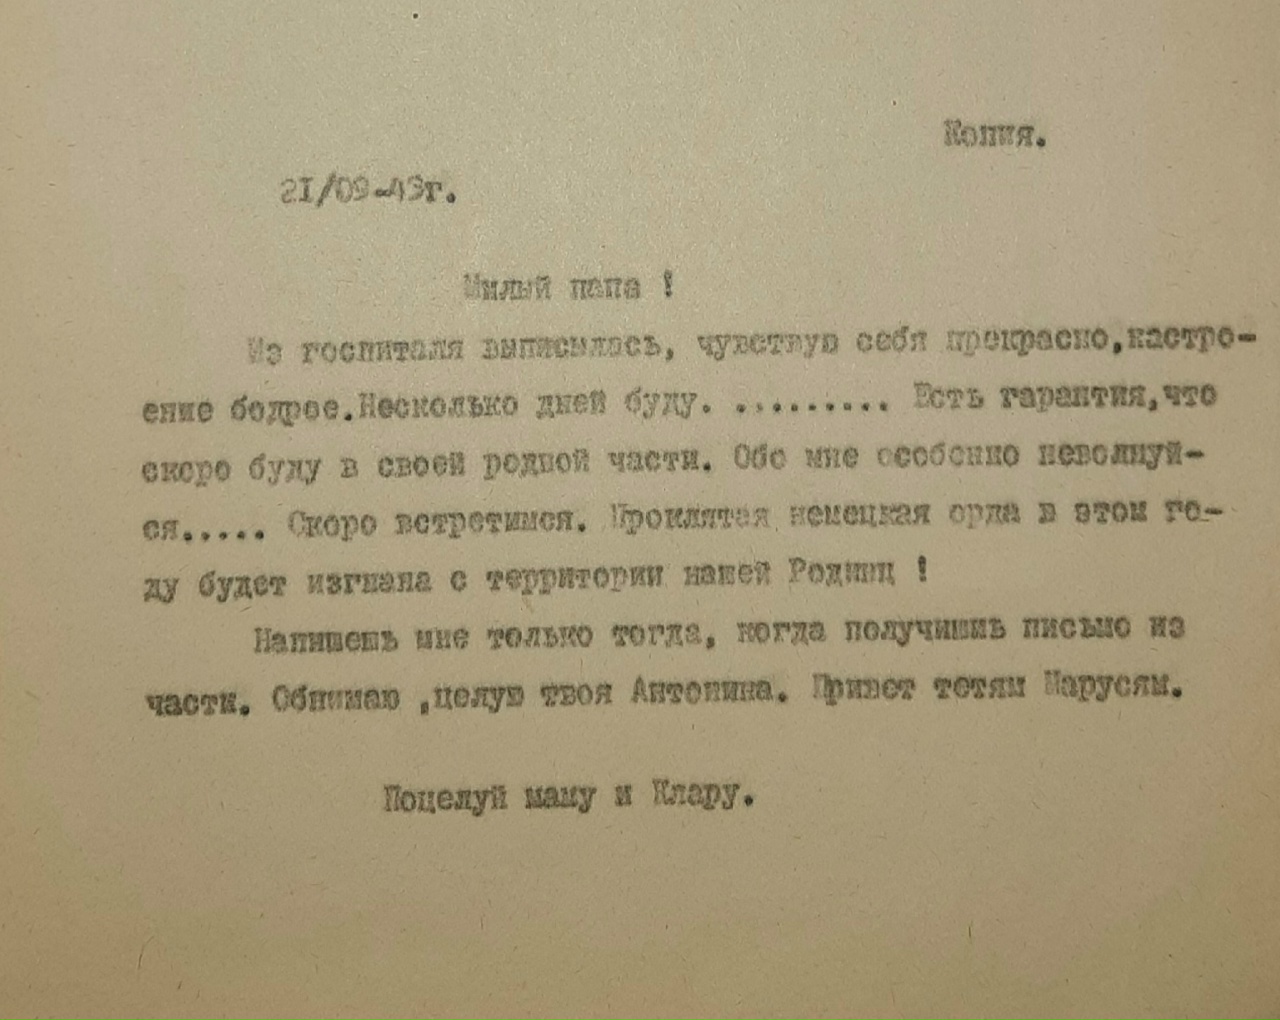 Копия.
21/09-43г.
Милый папа !
Из госпиталя выписалась, чувствую себя прекрасно,настро-
ение бодрое.Несколько дней буду. .......... Есть гарантия,что
скоро буду в своей родной части. Обо мне особенно неволнуй-
ся..... Скоро встретимся. Проклятая немецкая орда в этом го-
ду будет изгнана с территории нашей Родины !
Напишешь мне только тогда, когда получишь письмо из
части. Обнимаю ,целую твоя Антонина. Привет тетям Марусям.
Поцелуй маму и Клару.